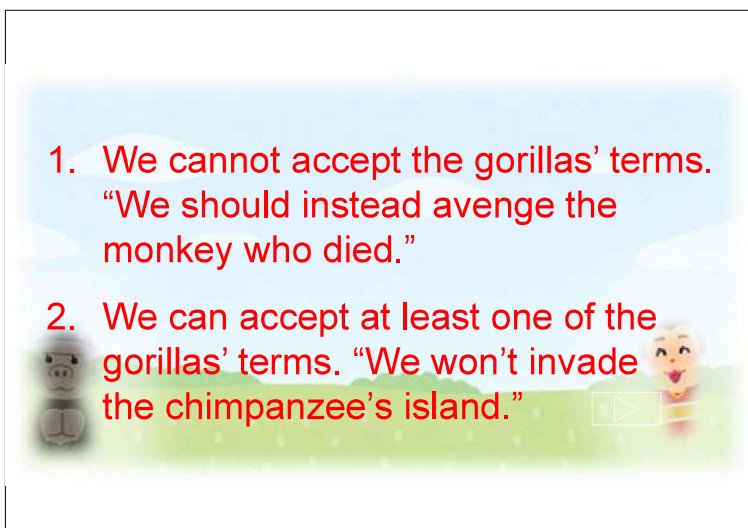 1. We cannot accept the gorillas’ terms.
“We should instead avenge the
monkey who died.”
2. We can accept at least one of the
gorillas’ terms. “We won’t invade
the chimpanzee’s island.”